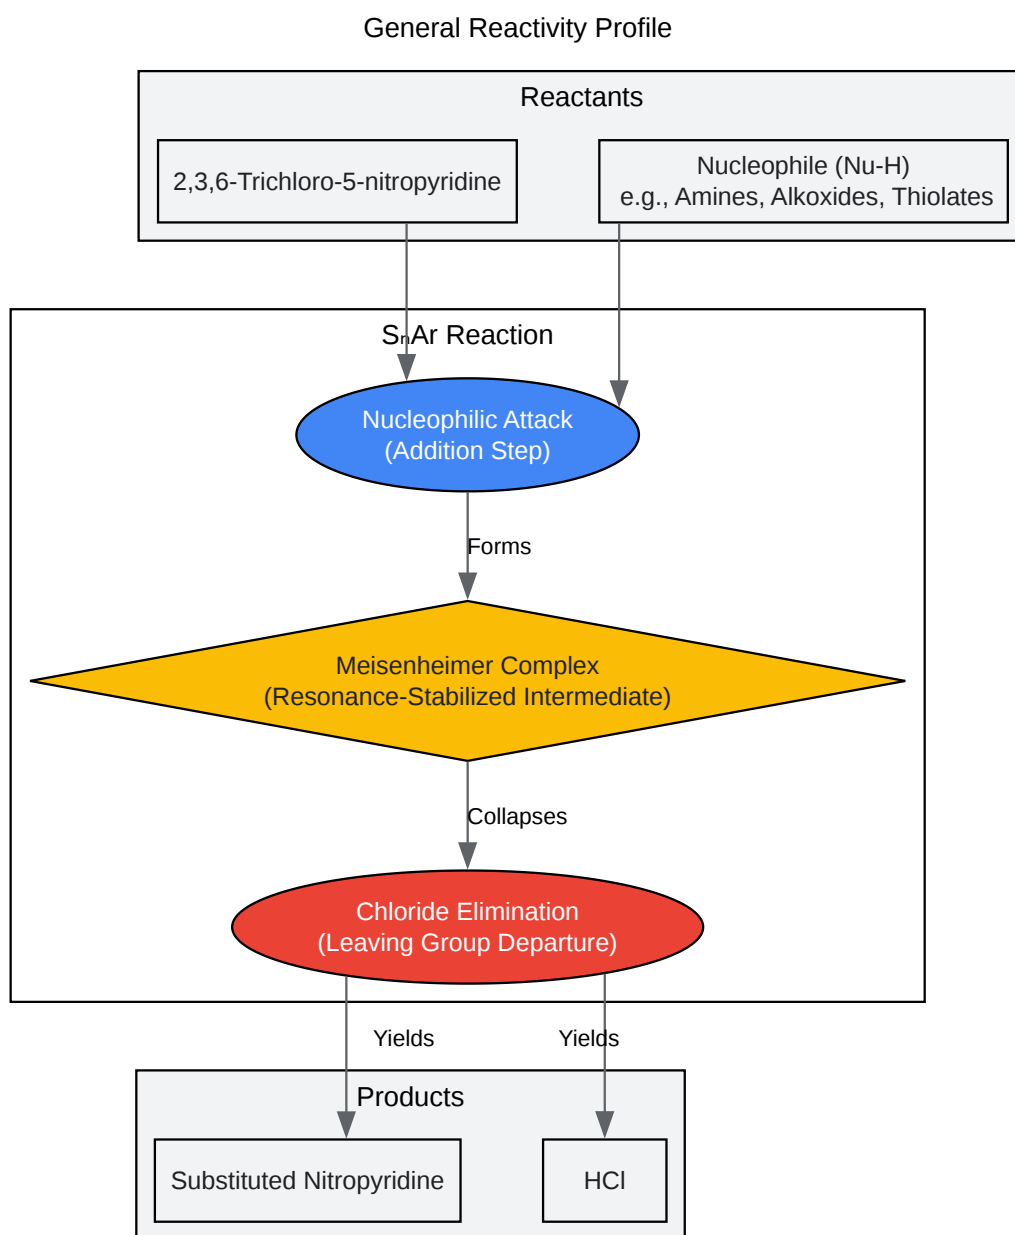 General Reactivity Profile
Reactants
2,3,6-Trichloro-5-nitropyridine
Nucleophile (Nu-H)
e.g., Amines, Alkoxides, Thiolates
SₙAr Reaction
Nucleophilic Attack
(Addition Step)
Forms
Meisenheimer Complex
(Resonance-Stabilized Intermediate)
Collapses
Chloride Elimination
(Leaving Group Departure)
Yields
Yields
Products
Substituted Nitropyridine
HCl